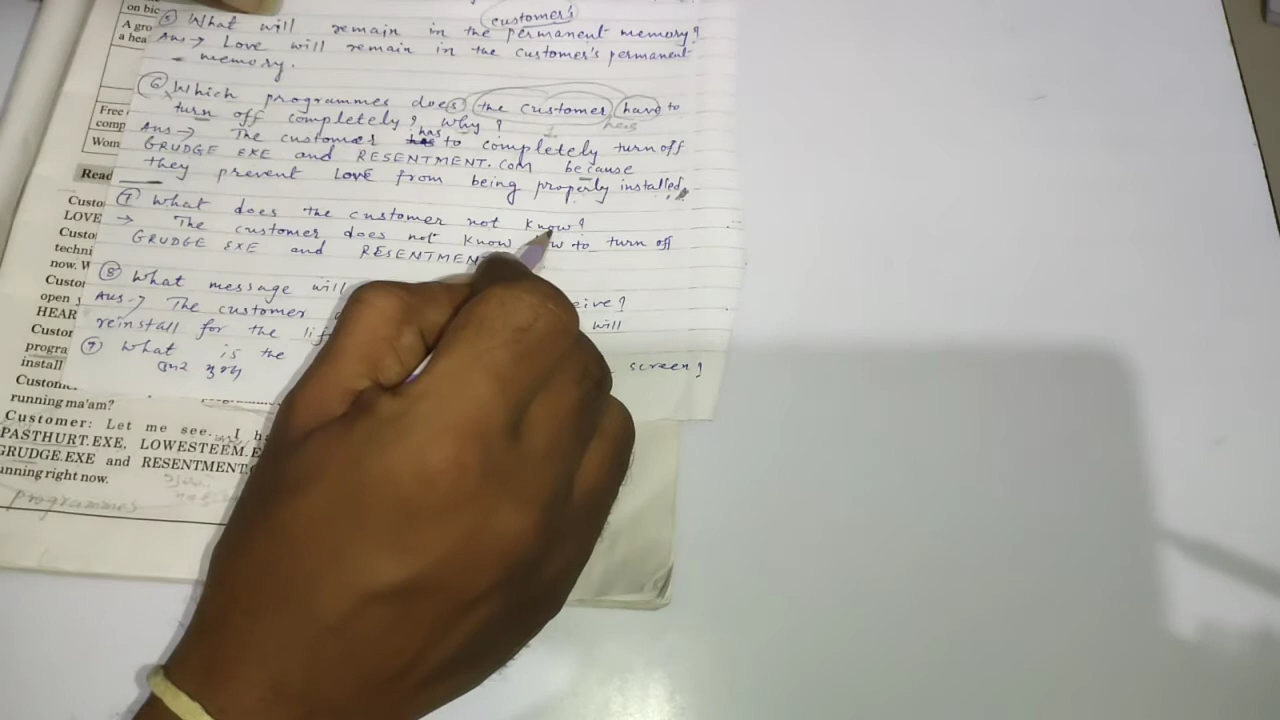 on bic
A gro
a hea
Free
comp
Wom
Read
customer's
⑤ What will remain in the permanent memory?
Ans → Love will remain in the customer's permanent
memory.
⑥ Which programmes does the customer have to
turn off completely? Why?
has
Ans → The customer has to completely turn off
GRUDGE EXE and RESENTMENT.COM because
they prevent Love from being properly installed.
⑦ What does the customer not know?
→ The customer does not know to turn off
GRUDGE EXE and RESENTMENT
⑧ What message will eive?
Ans → The customer will
reinstall for the lif
What is the screen?
Custo
LOVE
Custo
techni
now. W
Custo
open
HEAR
Custor
progra
install
Custome
running ma'am?
Customer: Let me see. I h
PASTHURT.EXE, LOWESTEEM.E
GRUDGE.EXE and RESENTMENT.
unning right now.
programmes